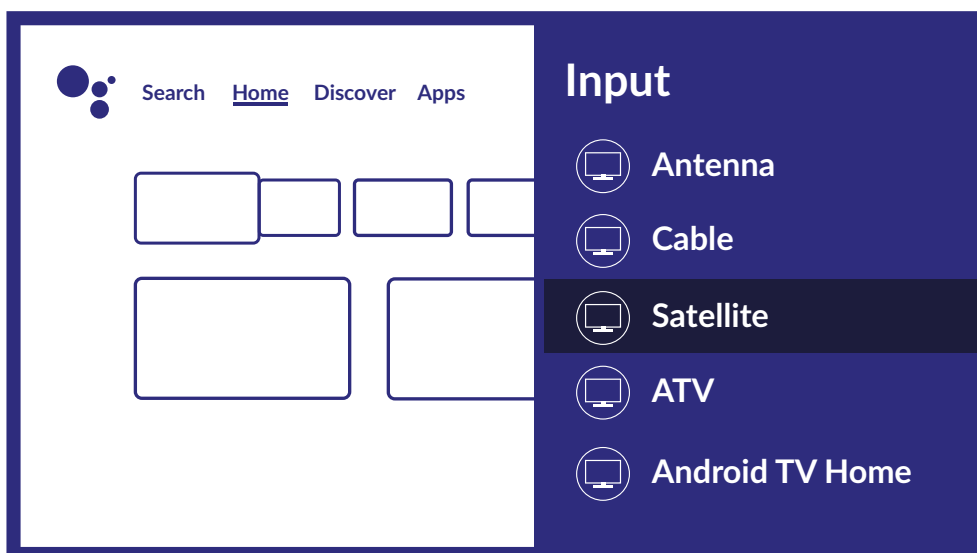 Search Home Discover Apps
Input
Antenna
Cable
Satellite
ATV
Android TV Home